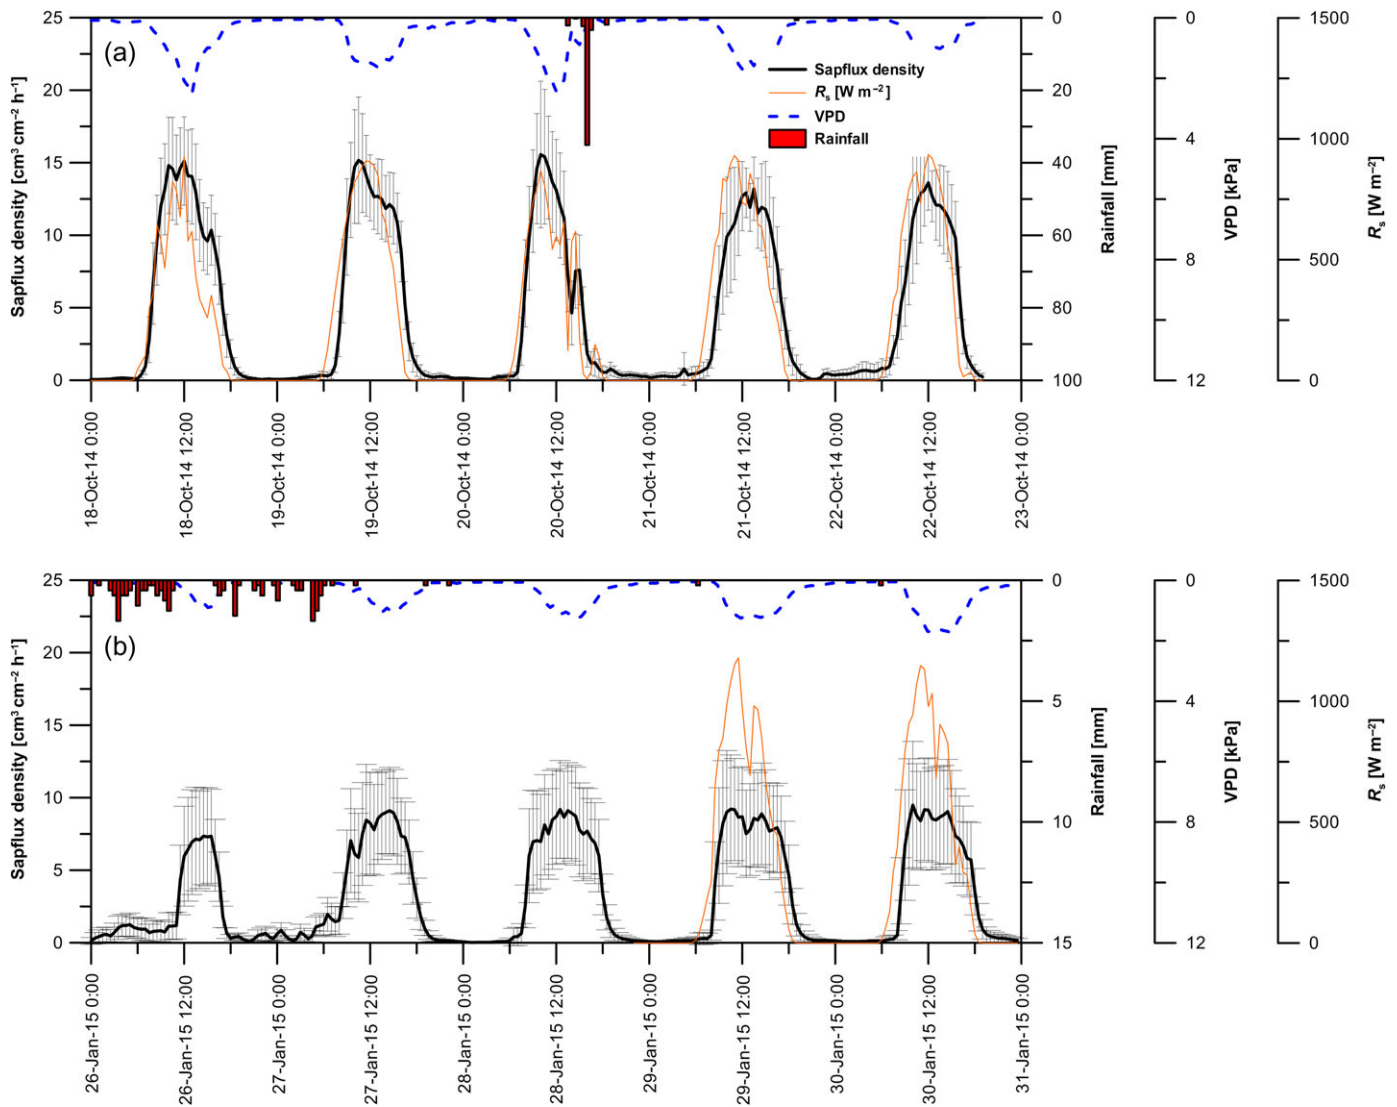 (a)
Sapflux density [cm³ cm⁻² h⁻¹]
25
20
15
10
5
0
Sapflux density
Rs [W m⁻²]
VPD
Rainfall
0
20
40
60
80
100
Rainfall [mm]
0
4
8
12
VPD [kPa]
1500
1000
500
0
Rs [W m⁻²]
18-Oct-14 0:00
18-Oct-14 12:00
19-Oct-14 0:00
19-Oct-14 12:00
20-Oct-14 0:00
20-Oct-14 12:00
21-Oct-14 0:00
21-Oct-14 12:00
22-Oct-14 0:00
22-Oct-14 12:00
23-Oct-14 0:00
(b)
Sapflux density [cm³ cm⁻² h⁻¹]
25
20
15
10
5
0
0
5
10
15
Rainfall [mm]
0
4
8
12
VPD [kPa]
1500
1000
500
0
Rs [W m⁻²]
26-Jan-15 0:00
26-Jan-15 12:00
27-Jan-15 0:00
27-Jan-15 12:00
28-Jan-15 0:00
28-Jan-15 12:00
29-Jan-15 0:00
29-Jan-15 12:00
30-Jan-15 0:00
30-Jan-15 12:00
31-Jan-15 0:00